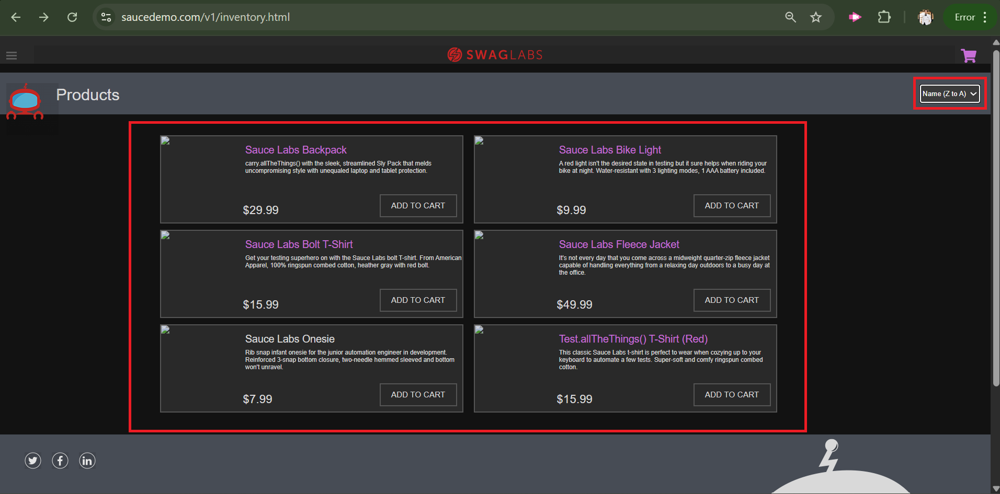 saucedemo.com/v1/inventory.html
Error
SWAGLABS
Products
Name (Z to A)
Sauce Labs Backpack
carry.allTheThings() with the sleek, streamlined Sly Pack that melds
uncompromising style with unequaled laptop and tablet protection.
$29.99
ADD TO CART
Sauce Labs Bike Light
A red light isn't the desired state in testing but it sure helps when riding your
bike at night. Water-resistant with 3 lighting modes, 1 AAA battery included.
$9.99
ADD TO CART
Sauce Labs Bolt T-Shirt
Get your testing superhero on with the Sauce Labs bolt T-shirt. From American
Apparel, 100% ringspun combed cotton, heather gray with red bolt.
$15.99
ADD TO CART
Sauce Labs Fleece Jacket
It's not every day that you come across a midweight quarter-zip fleece jacket
capable of handling everything from a relaxing day outdoors to a busy day at
the office.
$49.99
ADD TO CART
Sauce Labs Onesie
Rib snap infant onesie for the junior automation engineer in development.
Reinforced 3-snap bottom closure, two-needle hemmed sleeved and bottom
won't unravel.
$7.99
ADD TO CART
Test.allTheThings() T-Shirt (Red)
This classic Sauce Labs t-shirt is perfect to wear when cozying up to your
keyboard to automate a few tests. Super-soft and comfy ringspun combed
cotton.
$15.99
ADD TO CART